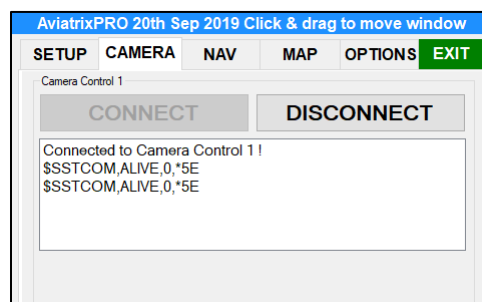 AviatrixPRO 20th Sep 2019 Click & drag to move window
SETUP CAMERA NAV MAP OPTIONS EXIT
Camera Control 1
CONNECT DISCONNECT
Connected to Camera Control 1 !
$SSTCOM,ALIVE,0,*5E
$SSTCOM,ALIVE,0,*5E